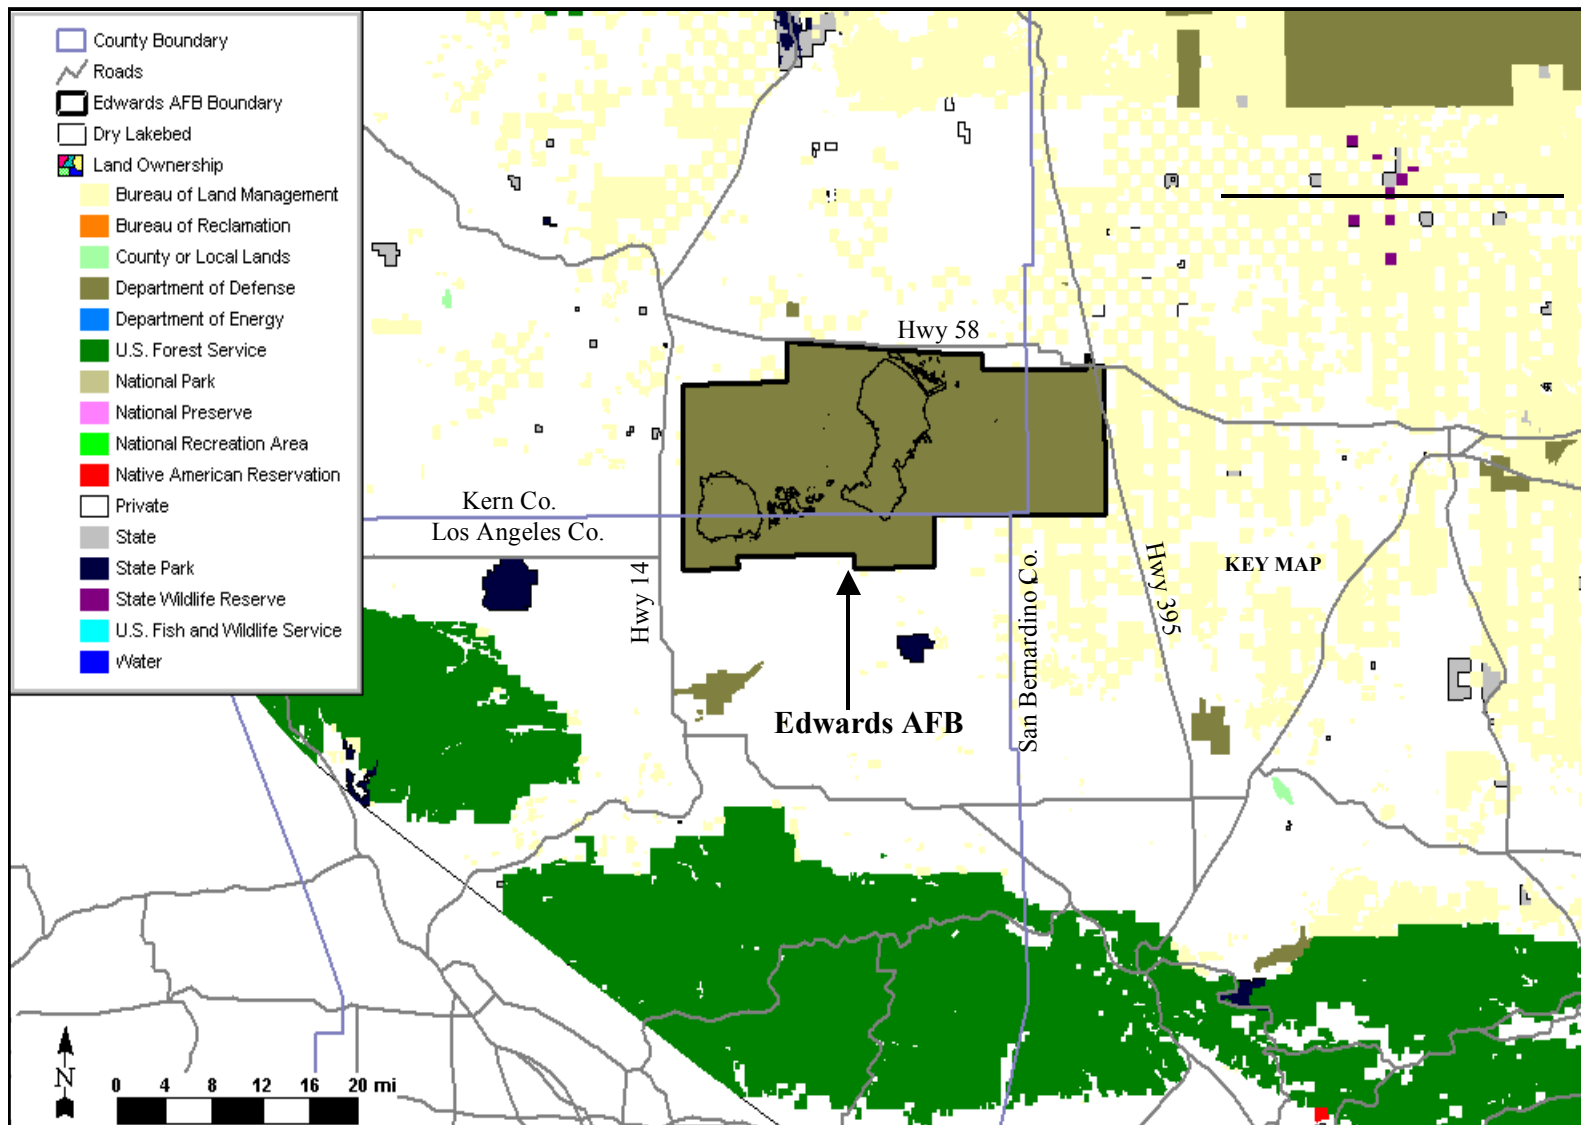 County Boundary
Roads
Edwards AFB Boundary
Dry Lakebed
Land Ownership
Bureau of Land Management
Bureau of Reclamation
County or Local Lands
Department of Defense
Department of Energy
U.S. Forest Service
National Park
National Preserve
National Recreation Area
Native American Reservation
Private
State
State Park
State Wildlife Reserve
U.S. Fish and Wildlife Service
Water
Hwy 58
Kern Co.
Los Angeles Co.
Hwy 14
San Bernardino Co.
Hwy 395
KEY MAP
Edwards AFB
N
0 4 8 12 16 20 mi